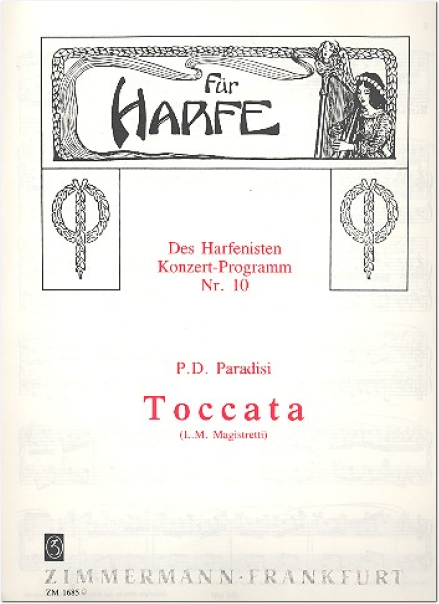 Für
HARFE
Des Harfenisten
Konzert-Programm
Nr. 10
P.D. Paradisi
Toccata
(L.M. Magistretti)
ZIMMERMANN-FRANKFURT
ZM 1685